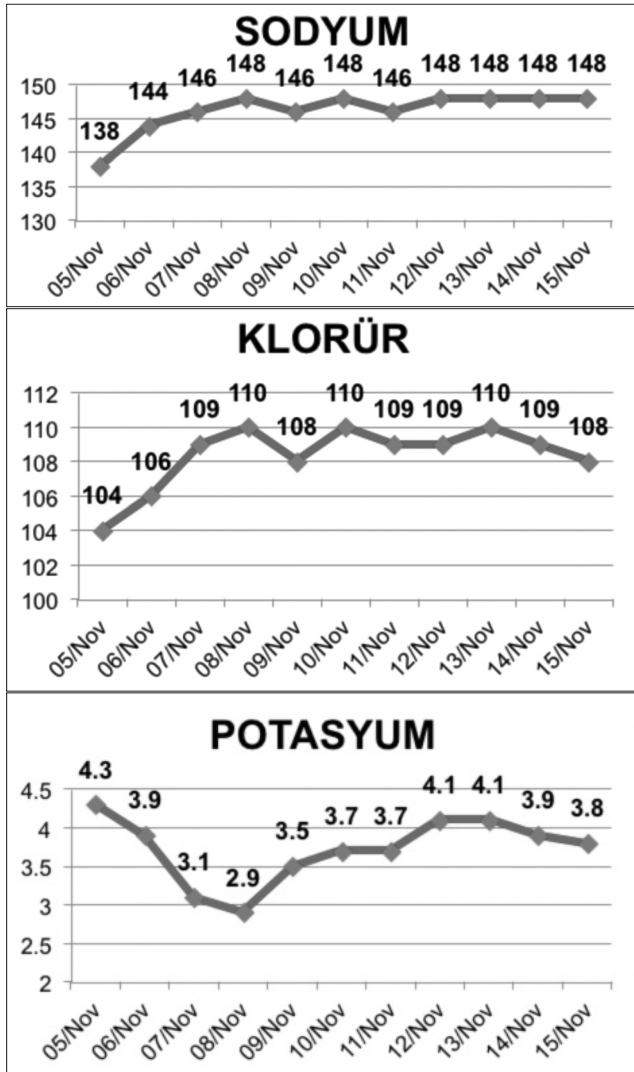 SODYUM
138 144 146 148 146 148 146 148 148 148 148
150
145
140
135
130
05/Nov 06/Nov 07/Nov 08/Nov 09/Nov 10/Nov 11/Nov 12/Nov 13/Nov 14/Nov 15/Nov
KLORÜR
104 106 109 110 108 110 109 109 110 109 108
112
110
108
106
104
102
100
05/Nov 06/Nov 07/Nov 08/Nov 09/Nov 10/Nov 11/Nov 12/Nov 13/Nov 14/Nov 15/Nov
POTASYUM
4.3 3.9 3.1 2.9 3.5 3.7 3.7 4.1 4.1 3.9 3.8
4.5
4
3.5
3
2.5
2
05/Nov 06/Nov 07/Nov 08/Nov 09/Nov 10/Nov 11/Nov 12/Nov 13/Nov 14/Nov 15/Nov